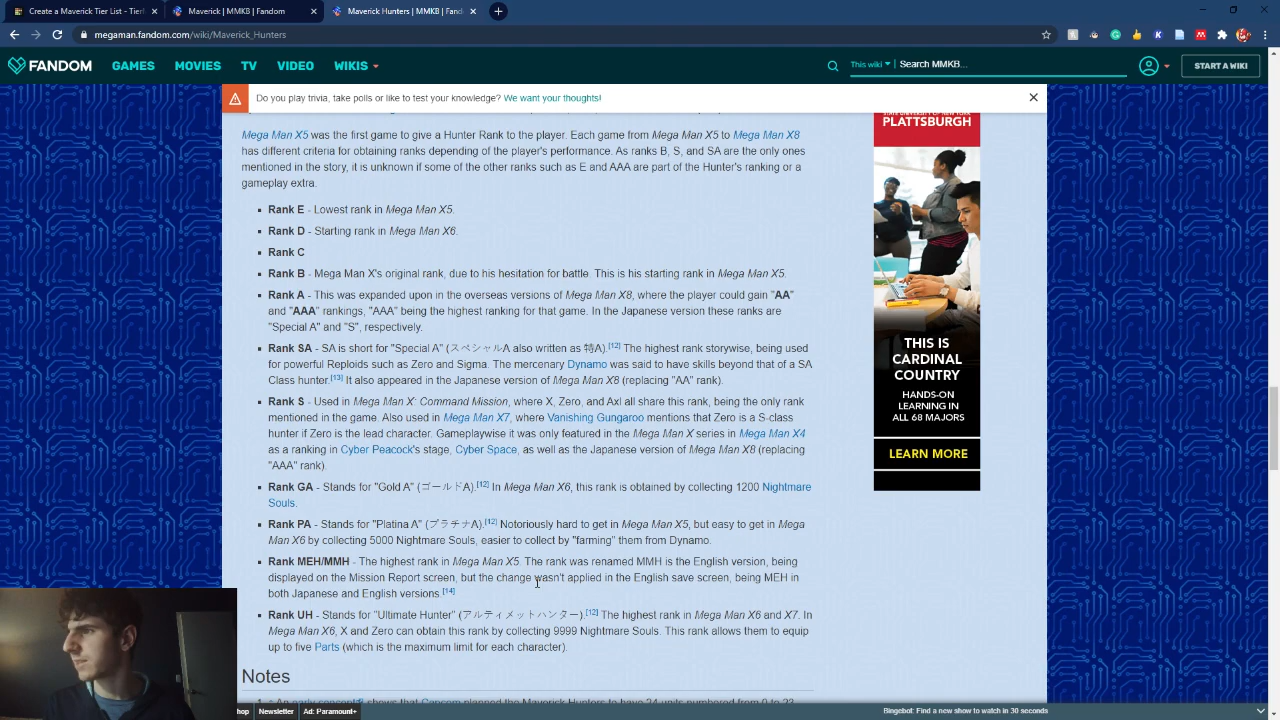 Create a Maverick Tier List - Tierl
Maverick | MMKB | Fandom
Maverick Hunters | MMKB | Fand
megaman.fandom.com/wiki/Maverick_Hunters
FANDOM GAMES MOVIES TV VIDEO WIKIS This wiki Search MMKB... START A WIKI
Do you play trivia, take polls or like to test your knowledge? We want your thoughts!
Mega Man X5 was the first game to give a Hunter Rank to the player. Each game from Mega Man X5 to Mega Man X8
has different criteria for obtaining ranks depending of the player's performance. As ranks B, S, and SA are the only ones
mentioned in the story, it is unknown if some of the other ranks such as E and AAA are part of the Hunter's ranking or a
gameplay extra.
Rank E - Lowest rank in Mega Man X5.
Rank D - Starting rank in Mega Man X6.
Rank C
Rank B - Mega Man X's original rank, due to his hesitation for battle. This is his starting rank in Mega Man X5.
Rank A - This was expanded upon in the overseas versions of Mega Man X8, where the player could gain "AA"
and "AAA" rankings, "AAA" being the highest ranking for that game. In the Japanese version these ranks are
"Special A" and "S", respectively.
Rank SA - SA is short for "Special A" (スペシャルA also written as 特A).[12] The highest rank storywise, being used
for powerful Reploids such as Zero and Sigma. The mercenary Dynamo was said to have skills beyond that of a SA
Class hunter.[13] It also appeared in the Japanese version of Mega Man X8 (replacing "AA" rank).
Rank S - Used in Mega Man X: Command Mission, where X, Zero, and Axl all share this rank, being the only rank
mentioned in the game. Also used in Mega Man X7, where Vanishing Gungaroo mentions that Zero is a S-class
hunter if Zero is the lead character. Gameplaywise it was only featured in the Mega Man X series in Mega Man X4
as a ranking in Cyber Peacock's stage, Cyber Space, as well as the Japanese version of Mega Man X8 (replacing
"AAA" rank).
Rank GA - Stands for "Gold A" (ゴールドA).[12] In Mega Man X6, this rank is obtained by collecting 1200 Nightmare
Souls.
Rank PA - Stands for "Platina A" (プラチナA).[12] Notoriously hard to get in Mega Man X5, but easy to get in Mega
Man X6 by collecting 5000 Nightmare Souls, easier to collect by "farming" them from Dynamo.
Rank MEH/MMH - The highest rank in Mega Man X5. The rank was renamed MMH is the English version, being
displayed on the Mission Report screen, but the change wasn't applied in the English save screen, being MEH in
both Japanese and English versions.[14]
Rank UH - Stands for "Ultimate Hunter" (アルティメットハンター).[12] The highest rank in Mega Man X6 and X7. In
Mega Man X6, X and Zero can obtain this rank by collecting 9999 Nightmare Souls. This rank allows them to equip
up to five Parts (which is the maximum limit for each character).
Notes
PLATTSBURGH
THIS IS
CARDINAL
COUNTRY
HANDS-ON
LEARNING IN
ALL 68 MAJORS
LEARN MORE
hop Newsletter Ad: Paramount+ Bingebot: Find a new show to watch in 30 seconds